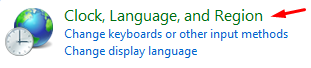 Clock, Language, and Region
Change keyboards or other input methods
Change display language